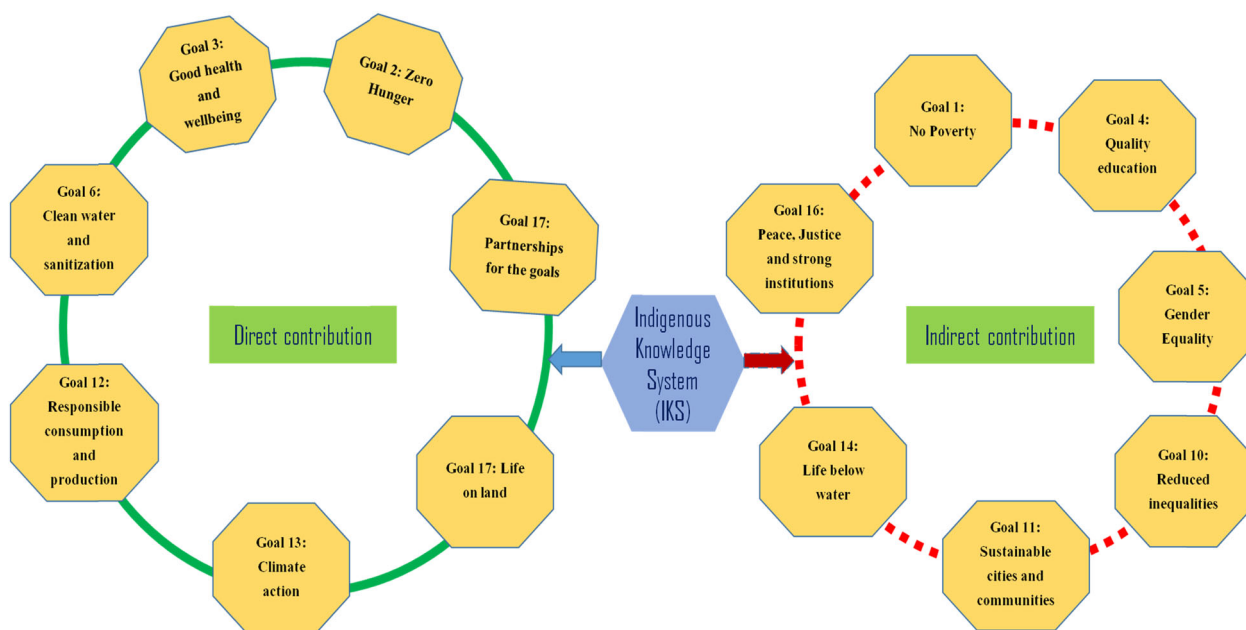 Goal 3:
Good health
and
wellbeing
Goal 2: Zero
Hunger
Goal 6:
Clean water
and
sanitization
Goal 17:
Partnerships
for the goals
Direct contribution
Goal 12:
Responsible
consumption
and
production
Goal 17: Life
on land
Goal 13:
Climate
action
Indigenous
Knowledge
System
(IKS)
Goal 1:
No Poverty
Goal 4:
Quality
education
Goal 16:
Peace, Justice
and strong
institutions
Goal 5:
Gender
Equality
Indirect contribution
Goal 14:
Life below
water
Goal 10:
Reduced
inequalities
Goal 11:
Sustainable
cities and
communities